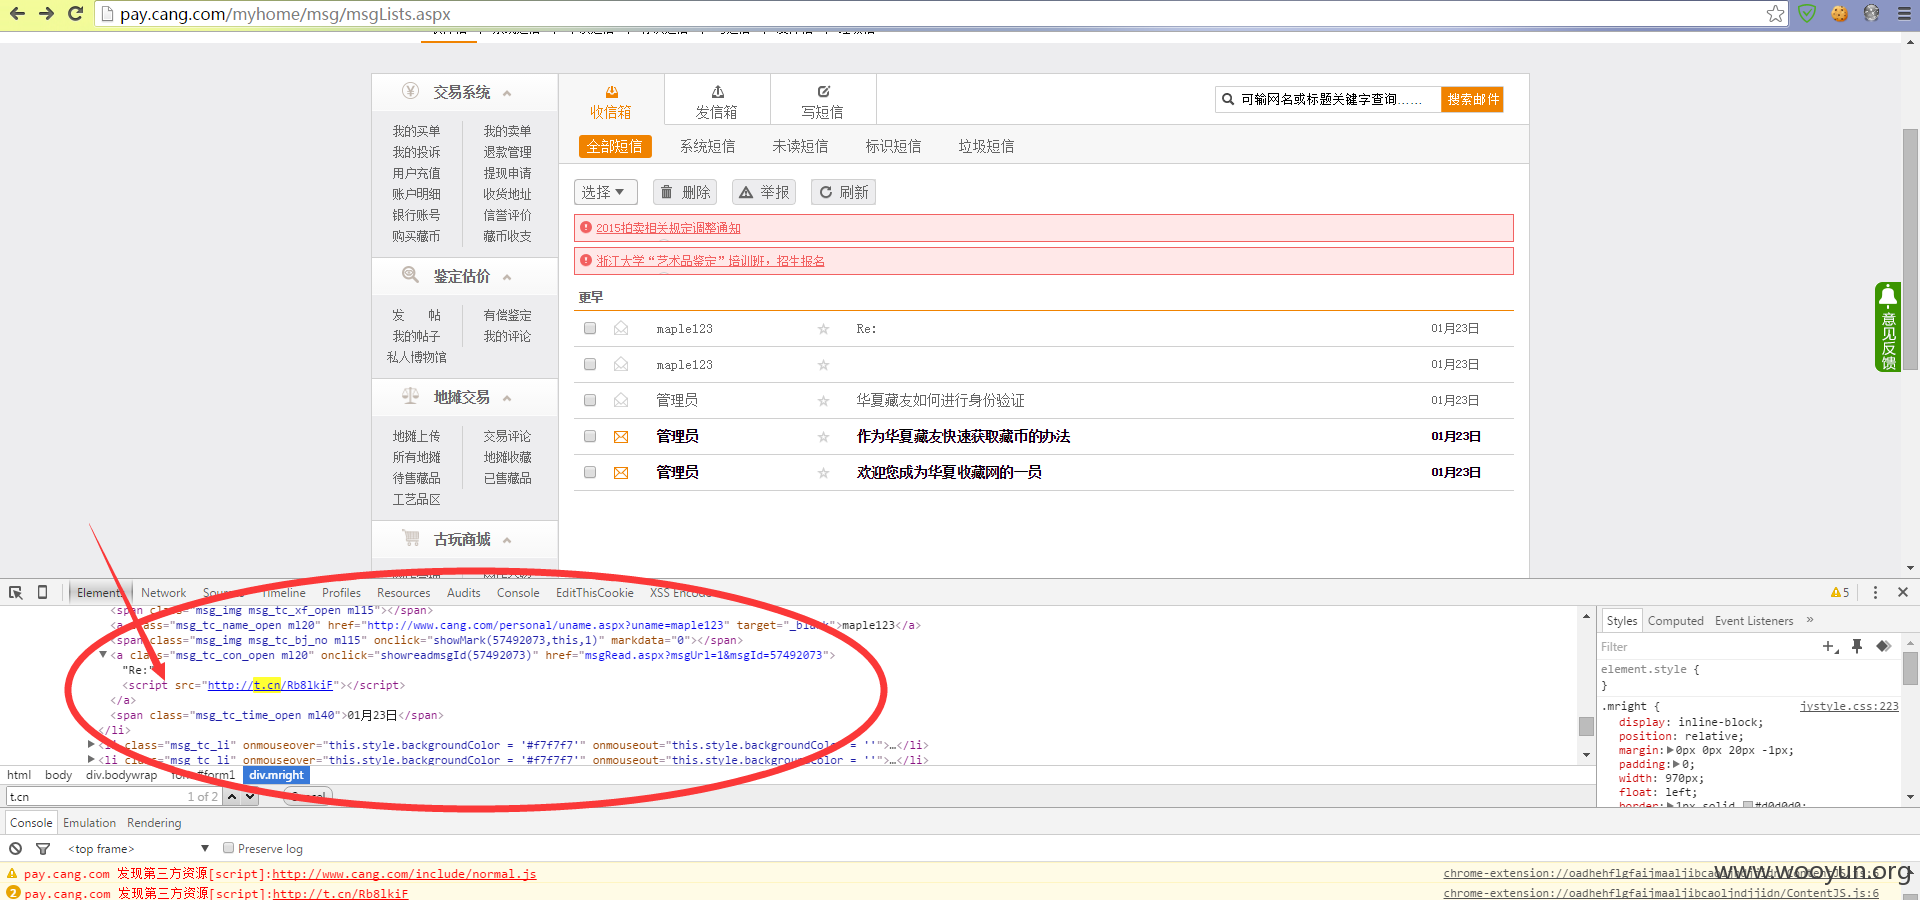 pay.cang.com/myhome/msg/msgLists.aspx
交易系统
我的买单 我的卖单
我的投诉 退款管理
用户充值 提现申请
账户明细 收货地址
银行账号 信誉评价
购买藏币 藏币收支
鉴定估价
发 帖 有偿鉴定
我的帖子 我的评论
私人博物馆
地摊交易
地摊上传 交易评论
所有地摊 地摊收藏
待售藏品 已售藏品
工艺品区
古玩商城
收信箱 发信箱 写短信
可输网名或标题关键字查询…… 搜索邮件
全部短信 系统短信 未读短信 标识短信 垃圾短信
选择 删除 举报 刷新
2015拍卖相关规定调整通知
浙江大学“艺术品鉴定”培训班，招生报名
更早
maple123 Re: 01月23日
maple123 01月23日
管理员 华夏藏友如何进行身份验证 01月23日
管理员 作为华夏藏友快速获取藏币的办法 01月23日
管理员 欢迎您成为华夏收藏网的一员 01月23日
意见反馈
Elements Network Sources Timeline Profiles Resources Audits Console EditThisCookie XSS Encode 5
<span class="msg_img msg_tc_xf_open ml15"></span>
<a class="msg_tc_name_open ml20" href="http://www.cang.com/personal/uname.aspx?uname=maple123" target="_blank">maple123</a>
<span class="msg_img msg_tc_bj_no ml15" onclick="showMark(57492073,this,1)" markdata="0"></span>
<a class="msg_tc_con_open ml20" onclick="showreadmsgId(57492073)" href="msgRead.aspx?msgUrl=1&msgId=57492073">
"Re:"
<script src="http://t.cn/Rb8lkiF"></script>
</a>
<span class="msg_tc_time_open ml40">01月23日</span>
</li>
<li class="msg_tc_li" onmouseover="this.style.backgroundColor = '#f7f7f7'" onmouseout="this.style.backgroundColor = ''">…</li>
<li class="msg_tc_li" onmouseover="this.style.backgroundColor = '#f7f7f7'" onmouseout="this.style.backgroundColor = ''">…</li>
html body div.bodywrap form#form1 div.mright
t.cn 1 of 2 Cancel
Styles Computed Event Listeners »
Filter
element.style {
}
.mright { jystyle.css:223
display: inline-block;
position: relative;
margin: 0px 0px 20px -1px;
padding: 0;
width: 970px;
float: left;
border: 1px solid #d0d0d0;
Console Emulation Rendering
<top frame> Preserve log
pay.cang.com 发现第三方资源[script]:http://www.cang.com/include/normal.js chrome-extension://oadhehflgfaijmaaljibcaoljndjjidn/ContentJS.js:6
2 pay.cang.com 发现第三方资源[script]:http://t.cn/Rb8lkiF chrome-extension://oadhehflgfaijmaaljibcaoljndjjidn/ContentJS.js:6
www.wooyun.org